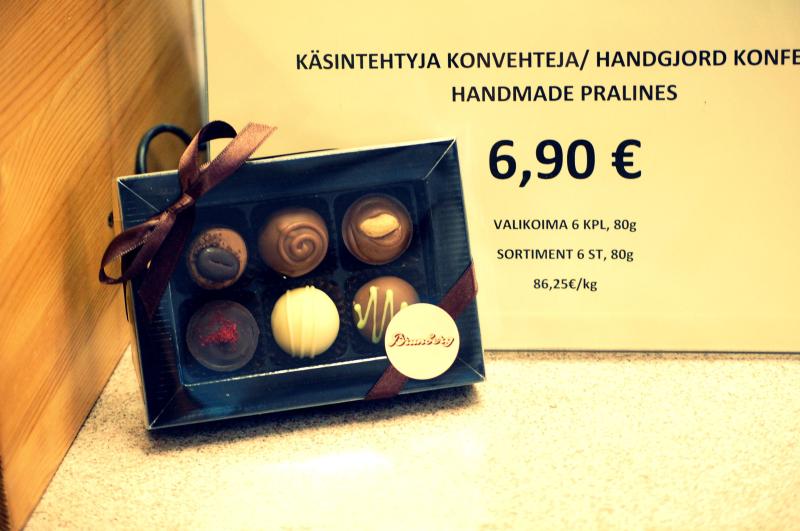 KÄSINTEHTYJA KONVEHTEJA/ HANDGJORD KONFE
HANDMADE PRALINES
6,90 €
VALIKOIMA 6 KPL, 80g
SORTIMENT 6 ST, 80g
86,25€/kg
Brunberg